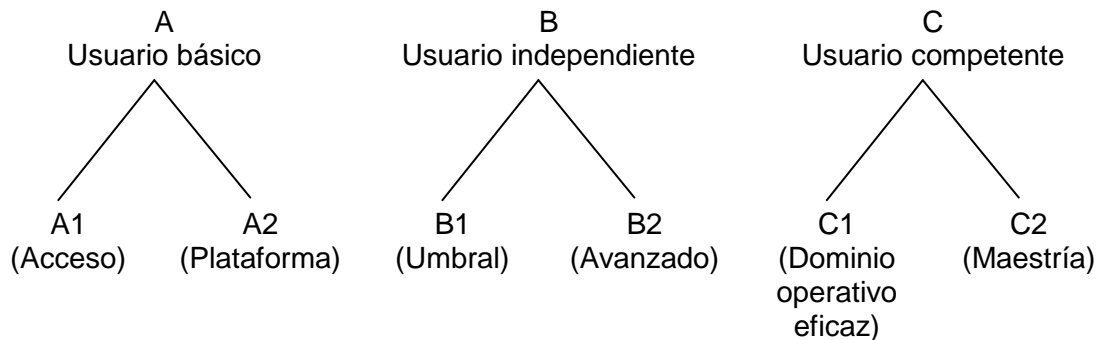 A
Usuario básico
B
Usuario independiente
C
Usuario competente
A1
(Acceso)
A2
(Plataforma)
B1
(Umbral)
B2
(Avanzado)
C1
(Dominio
operativo
eficaz)
C2
(Maestría)